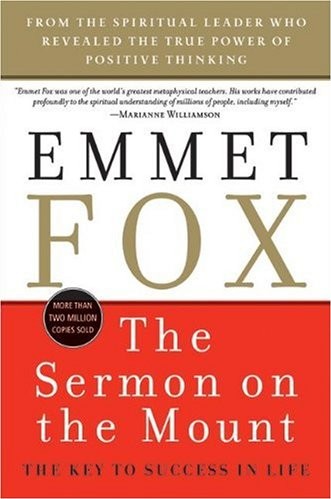 FROM THE SPIRITUAL LEADER WHO
REVEALED THE TRUE POWER OF
POSITIVE THINKING
"Emmet Fox was one of the world's greatest metaphysical teachers. His works have contributed
profoundly to the spiritual understanding of millions of people, including myself."
—MARIANNE WILLIAMSON
EMMET
FOX
MORE THAN
TWO MILLION
COPIES SOLD
The
Sermon on
the Mount
THE KEY TO SUCCESS IN LIFE